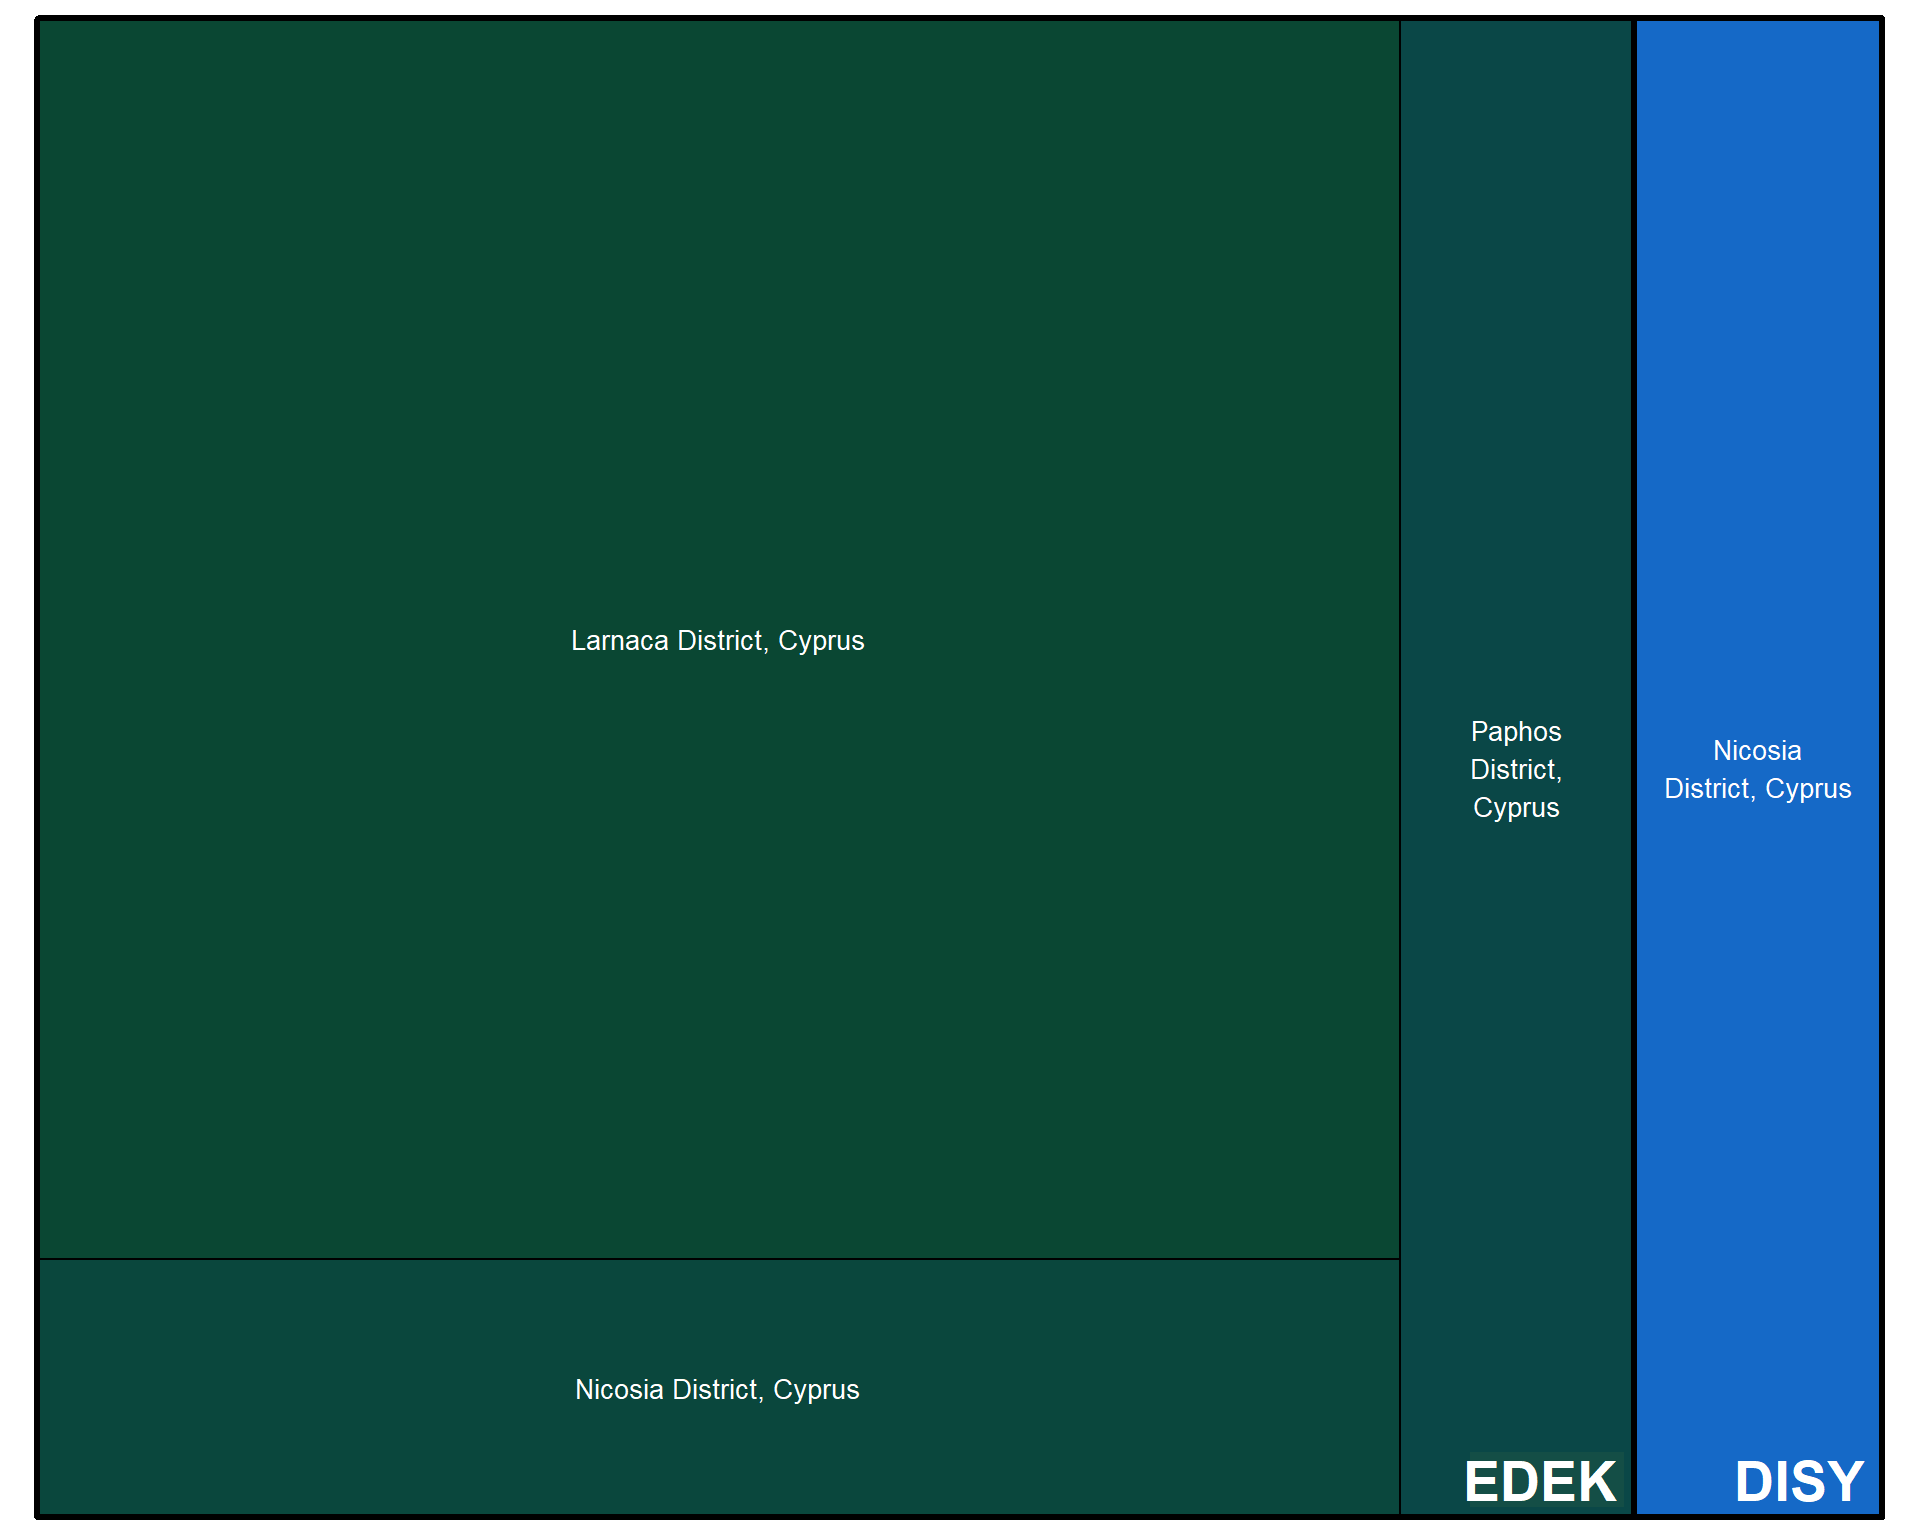 Larnaca District, Cyprus
Nicosia District, Cyprus
Paphos
District,
Cyprus
EDEK
Nicosia
District, Cyprus
DISY